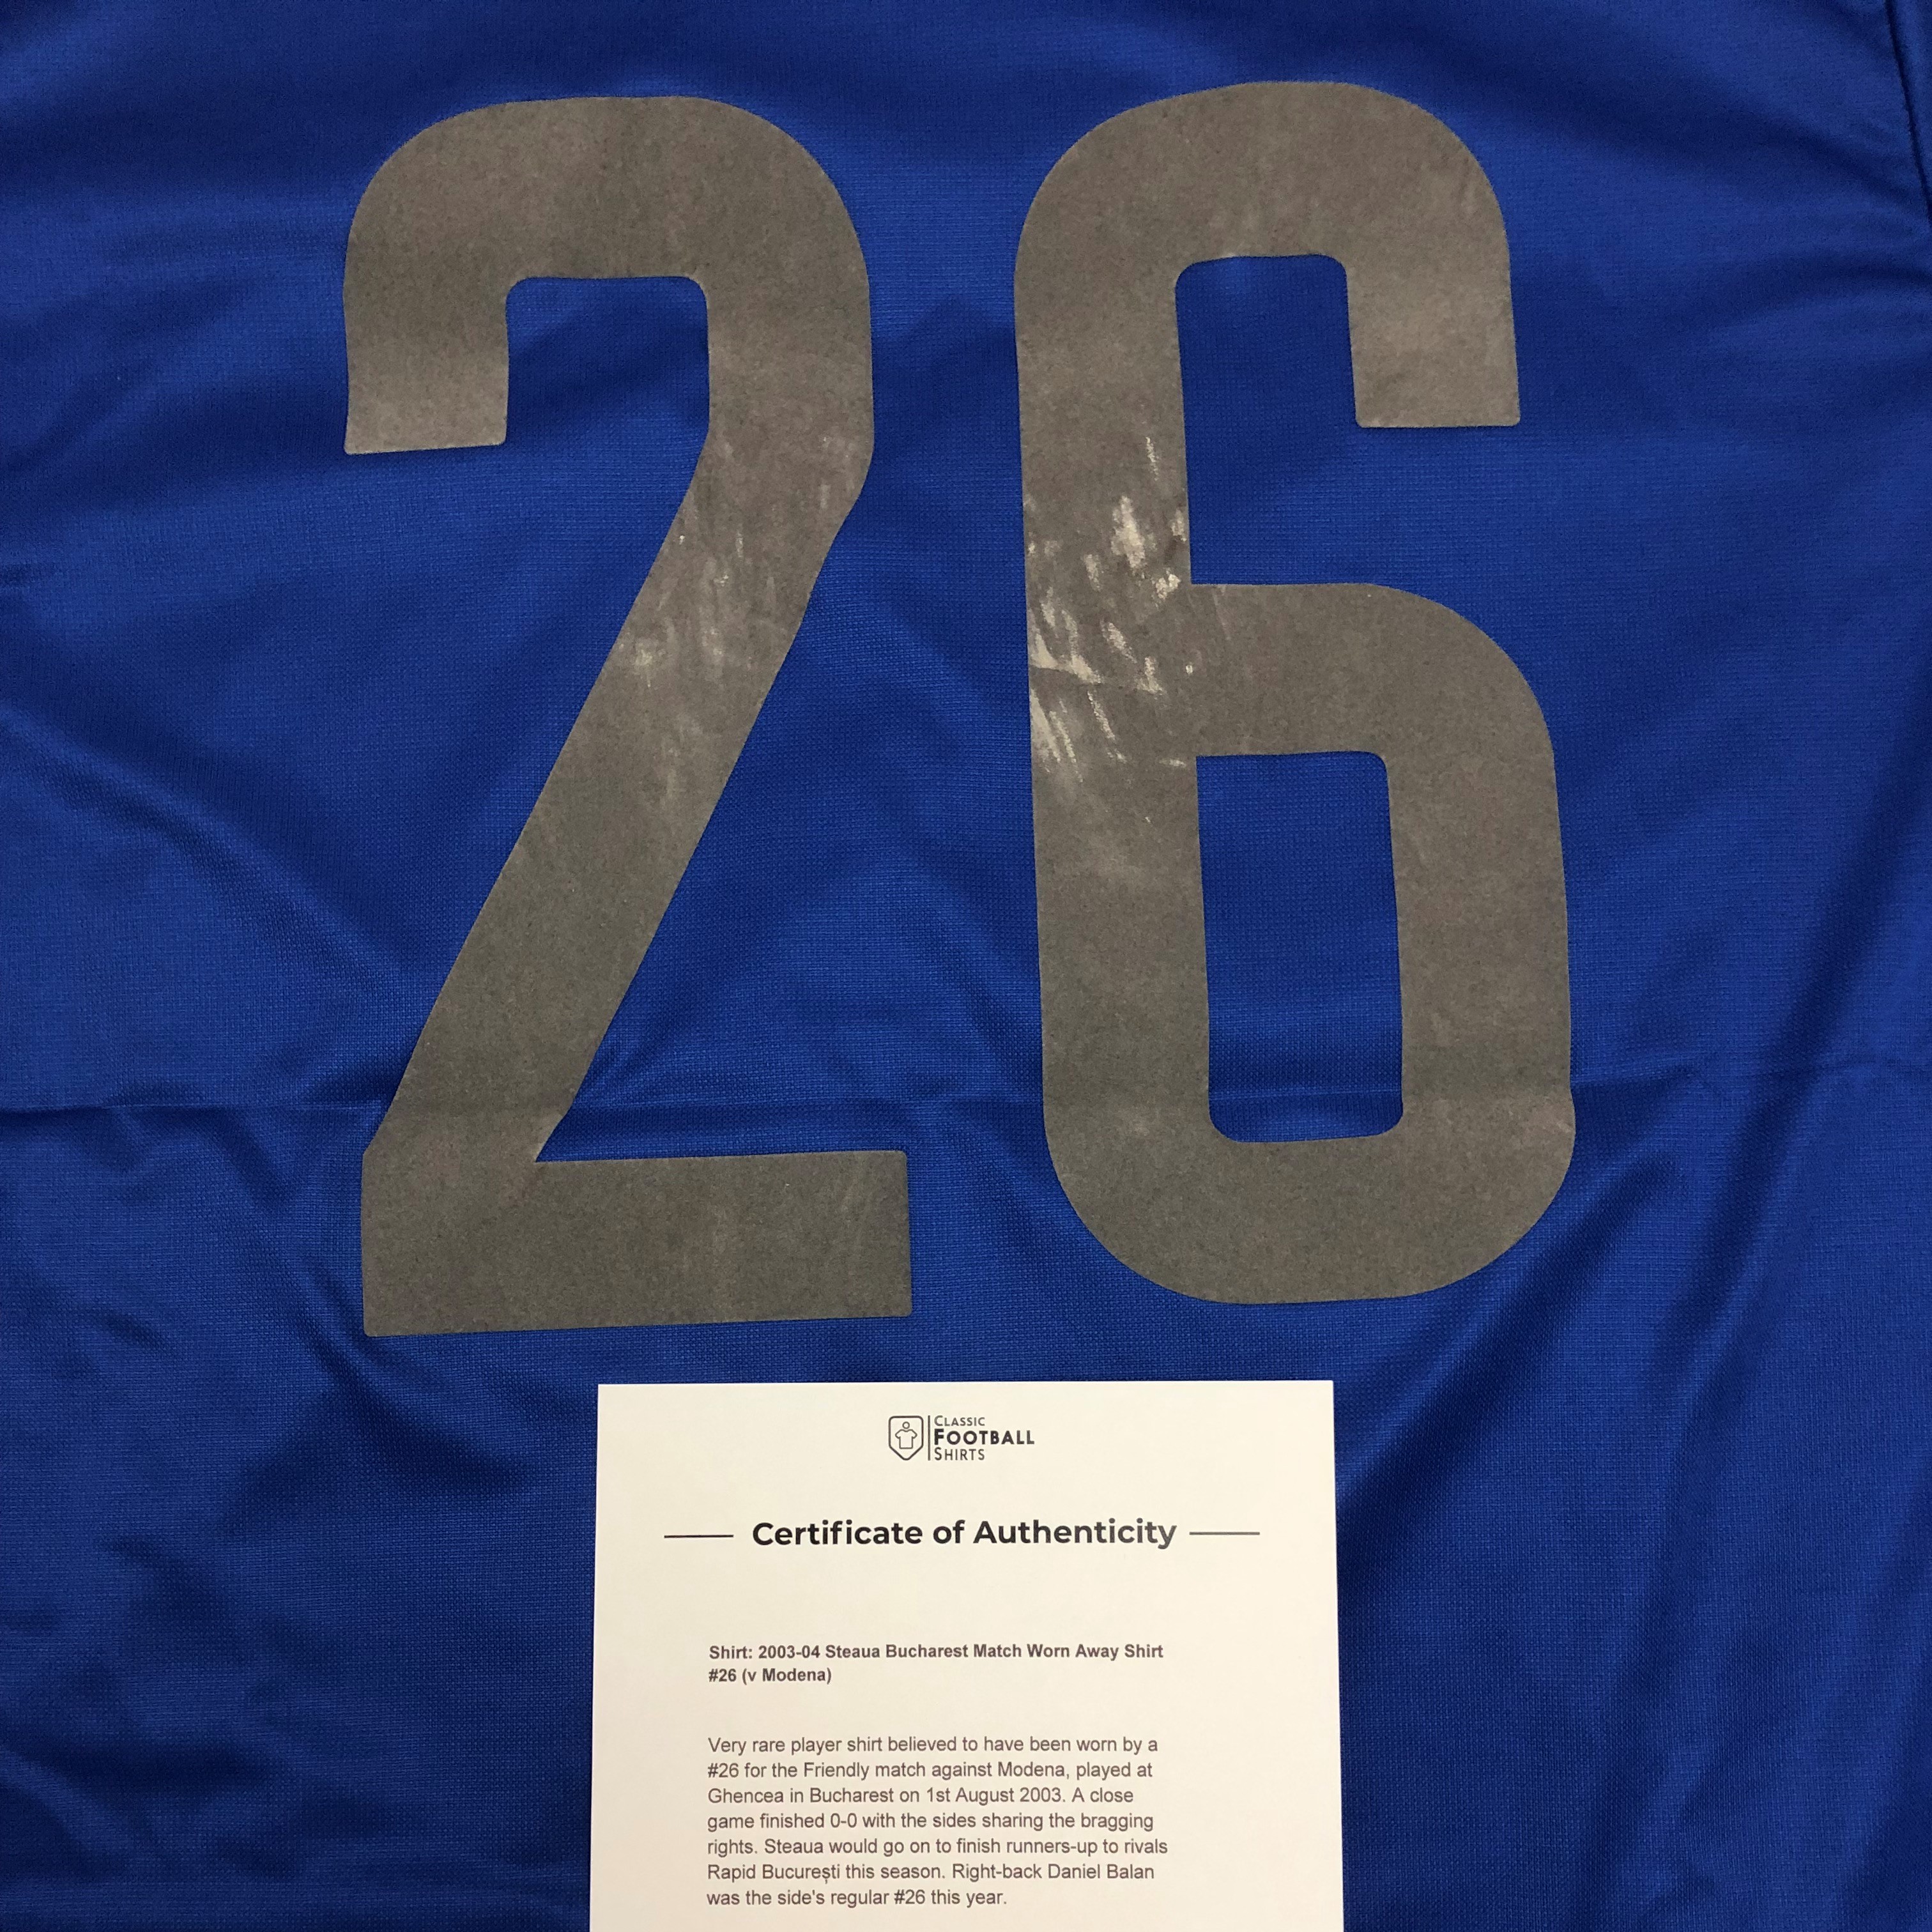 26
CLASSIC
FOOTBALL
SHIRTS
Certificate of Authenticity
Shirt: 2003-04 Steaua Bucharest Match Worn Away Shirt
#26 (v Modena)
Very rare player shirt believed to have been worn by a
#26 for the Friendly match against Modena, played at
Ghencea in Bucharest on 1st August 2003. A close
game finished 0-0 with the sides sharing the bragging
rights. Steaua would go on to finish runners-up to rivals
Rapid București this season. Right-back Daniel Balan
was the side's regular #26 this year.